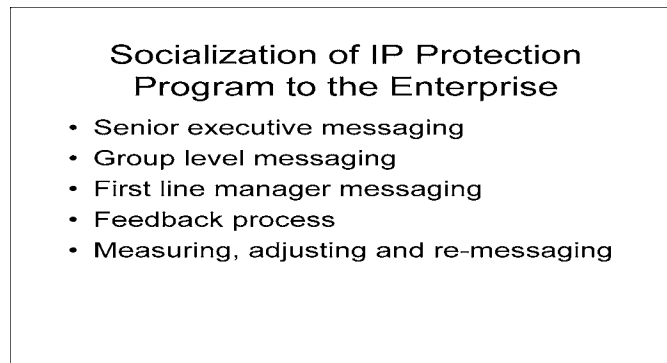 Socialization of IP Protection
Program to the Enterprise
• Senior executive messaging
• Group level messaging
• First line manager messaging
• Feedback process
• Measuring, adjusting and re-messaging